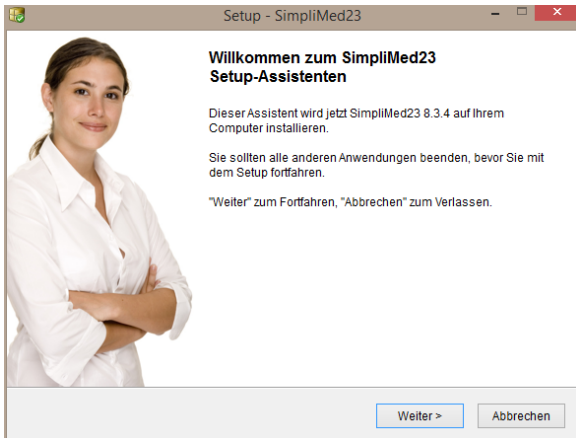 Setup - SimpliMed23
Willkommen zum SimpliMed23
Setup-Assistenten
Dieser Assistent wird jetzt SimpliMed23 8.3.4 auf Ihrem
Computer installieren.
Sie sollten alle anderen Anwendungen beenden, bevor Sie mit
dem Setup fortfahren.
"Weiter" zum Fortfahren, "Abbrechen" zum Verlassen.
Weiter >
Abbrechen